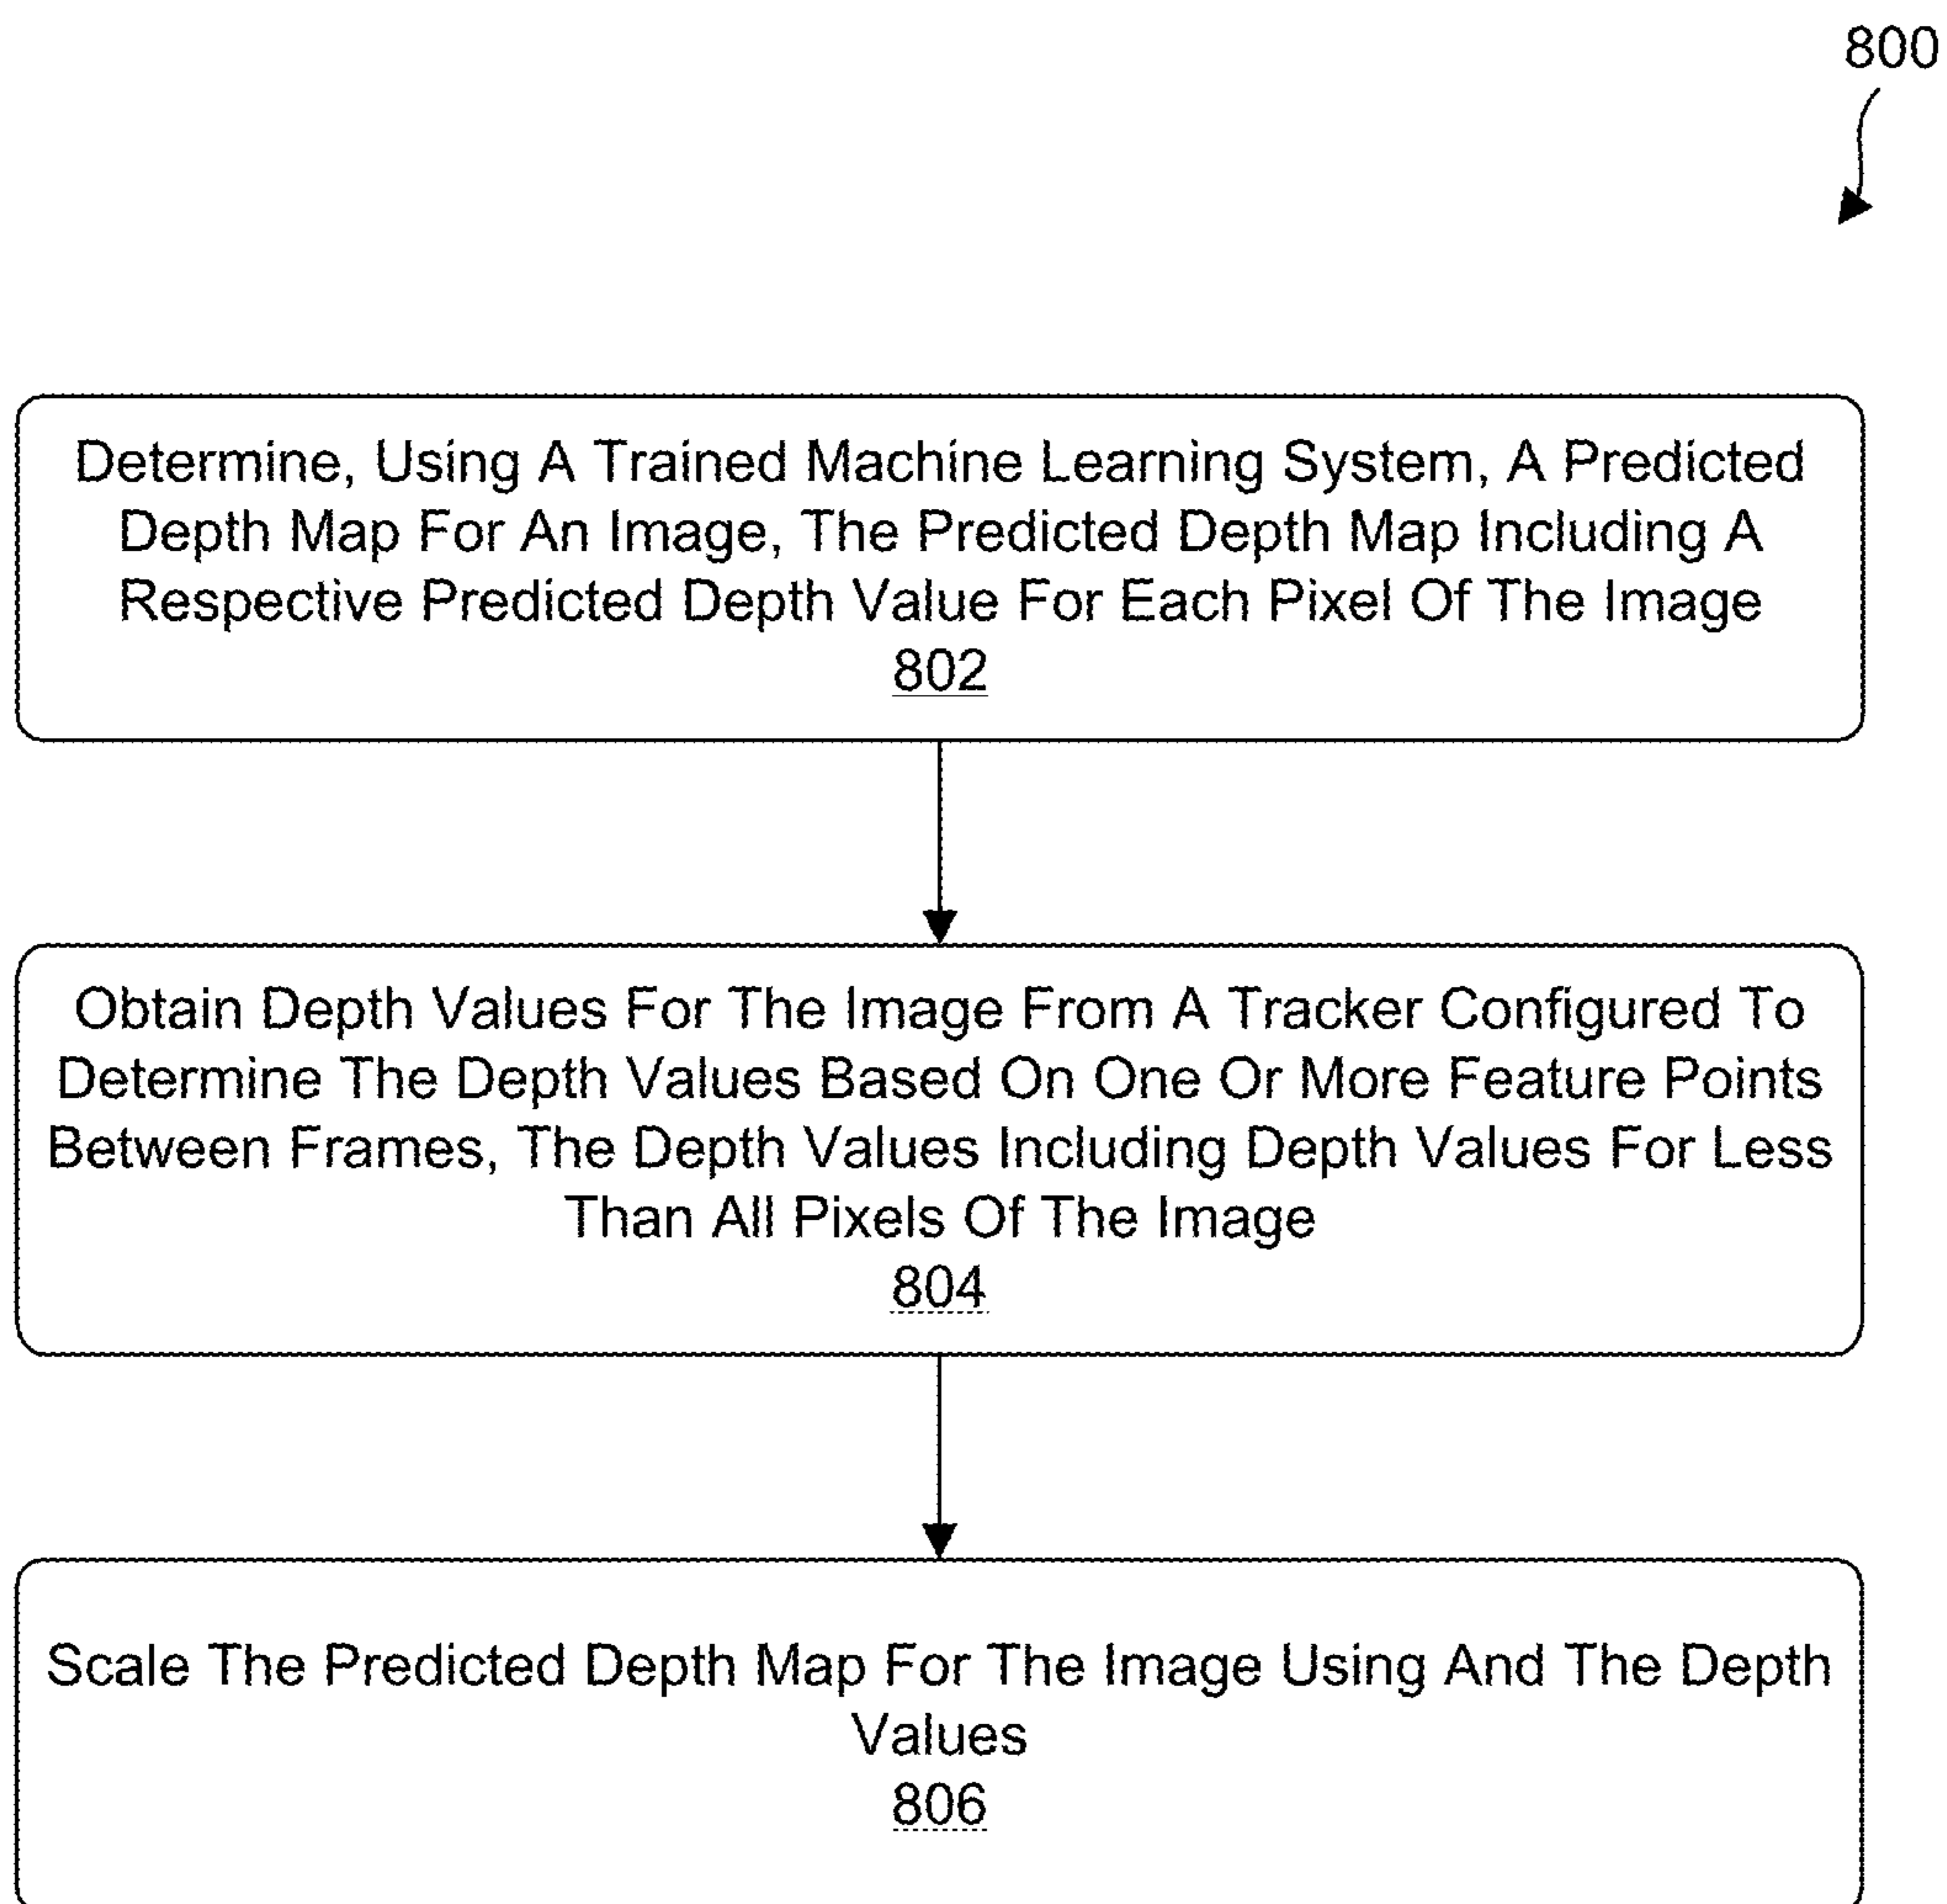 800
Determine, Using A Trained Machine Learning System, A Predicted
Depth Map For An Image, The Predicted Depth Map Including A
Respective Predicted Depth Value For Each Pixel Of The Image
802
Obtain Depth Values For The Image From A Tracker Configured To
Determine The Depth Values Based On One Or More Feature Points
Between Frames, The Depth Values Including Depth Values For Less
Than All Pixels Of The Image
804
Scale The Predicted Depth Map For The Image Using And The Depth
Values
806